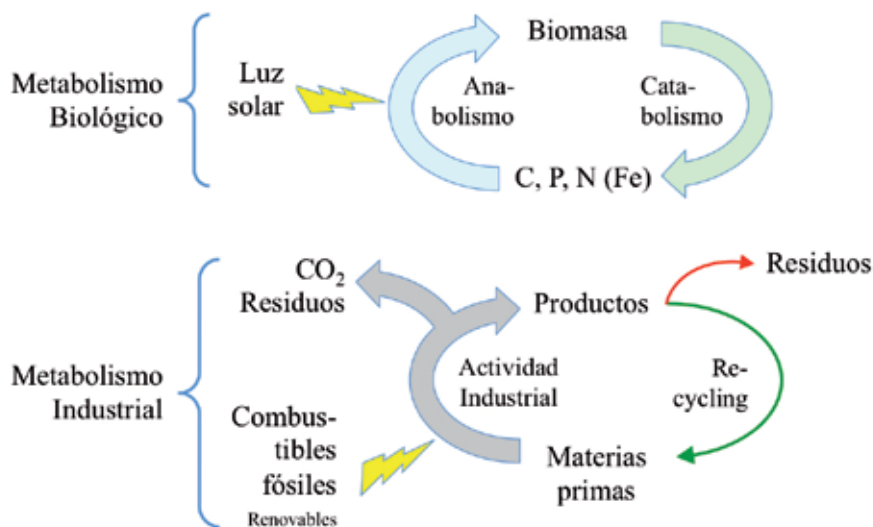 Metabolismo
Biológico
Luz
solar
Biomasa
Ana-
bolismo
Cata-
bolismo
C, P, N (Fe)
Metabolismo
Industrial
CO₂
Residuos
Combus-
tibles
fósiles
Renovables
Productos
Actividad
Industrial
Materias
primas
Residuos
Re-
cycling